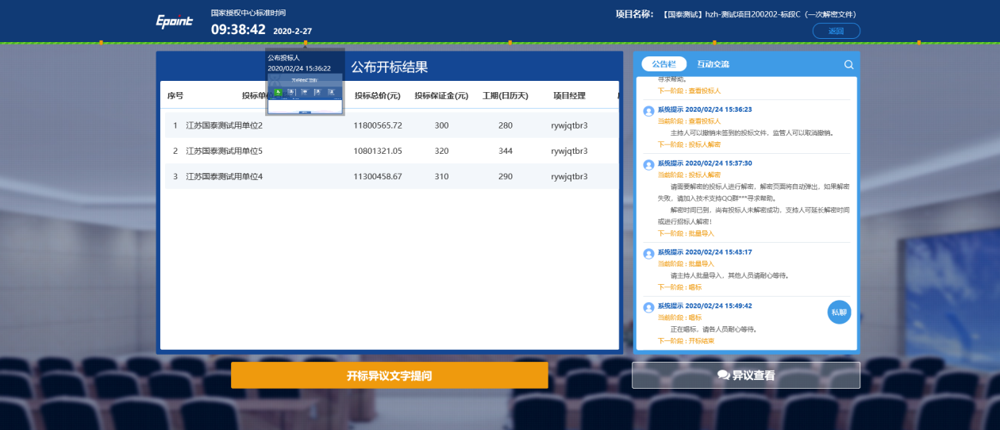 Epoint
国家授权中心标准时间
09:38:42 2020-2-27
项目名称： 【国泰测试】hzh-测试项目200202-标段C（一次解密文件）
返回
公布投标人
2020/02/24 15:36:22
公布开标结果
序号 投标单 投标总价(元) 投标保证金(元) 工期(日历天) 项目经理
1 江苏国泰测试用单位2 11800565.72 300 280 rywjqtbr3
2 江苏国泰测试用单位5 10801321.05 320 344 rywjqtbr3
3 江苏国泰测试用单位4 11300458.67 310 290 rywjqtbr3
公告栏 互动交流
寻求帮助。
下一阶段 : 查看投标人
系统提示 2020/02/24 15:36:23
当前阶段 : 查看投标人
主持人可以撤销未签到的投标文件，监管人可以取消撤销。
下一阶段 : 投标人解密
系统提示 2020/02/24 15:37:30
当前阶段 : 投标人解密
请需要解密的投标人进行解密，解密页面将自动弹出，如果解密
失败，请加入技术支持QQ群***寻求帮助。
解密时间已到，尚有投标人未解密成功，支持人可延长解密时间
或进行招标人解密！
下一阶段 : 批量导入
系统提示 2020/02/24 15:43:17
当前阶段 : 批量导入
请主持人批量导入，其他人员请耐心等待。
下一阶段 : 唱标
系统提示 2020/02/24 15:49:42
当前阶段 : 唱标
正在唱标，请各人员耐心等待。
下一阶段 : 开标结束
私聊
开标异议文字提问
异议查看